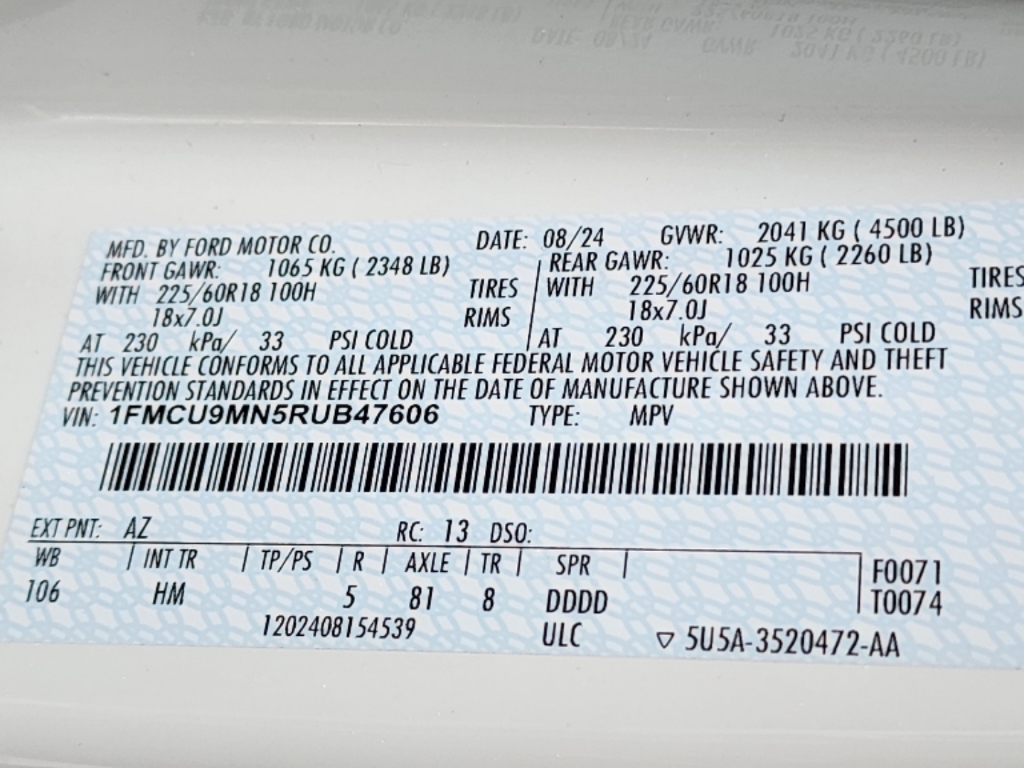 MFD. BY FORD MOTOR CO. DATE: 08/24 GVWR: 2041 KG ( 4500 LB)
FRONT GAWR: 1065 KG ( 2348 LB) REAR GAWR: 1025 KG ( 2260 LB)
WITH 225/60R18 100H TIRES WITH 225/60R18 100H TIRES
18x7.0J RIMS 18x7.0J RIMS
AT 230 kPa/ 33 PSI COLD AT 230 kPa/ 33 PSI COLD
THIS VEHICLE CONFORMS TO ALL APPLICABLE FEDERAL MOTOR VEHICLE SAFETY AND THEFT
PREVENTION STANDARDS IN EFFECT ON THE DATE OF MANUFACTURE SHOWN ABOVE.
VIN: 1FMCU9MN5RUB47606 TYPE: MPV
EXT PNT: AZ RC: 13 DSO:
WB INT TR TP/PS R AXLE TR SPR F0071
106 HM 5 81 8 DDDD T0074
1202408154539 ULC 5U5A-3520472-AA